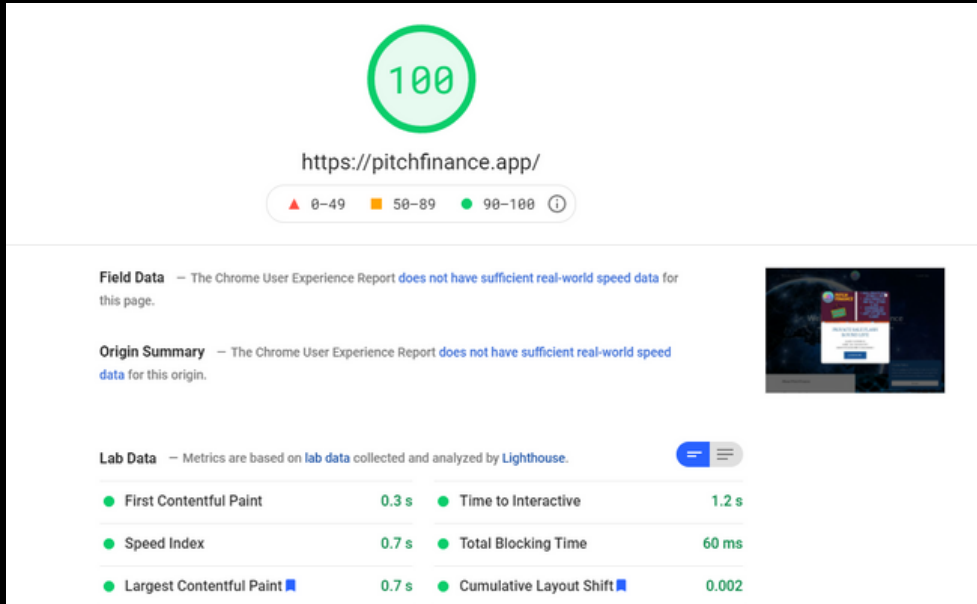 100
https://pitchfinance.app/
0–49 50–89 90–100
Field Data — The Chrome User Experience Report does not have sufficient real-world speed data for
this page.
Origin Summary — The Chrome User Experience Report does not have sufficient real-world speed
data for this origin.
Lab Data — Metrics are based on lab data collected and analyzed by Lighthouse.
First Contentful Paint 0.3 s
Time to Interactive 1.2 s
Speed Index 0.7 s
Total Blocking Time 60 ms
Largest Contentful Paint 0.7 s
Cumulative Layout Shift 0.002